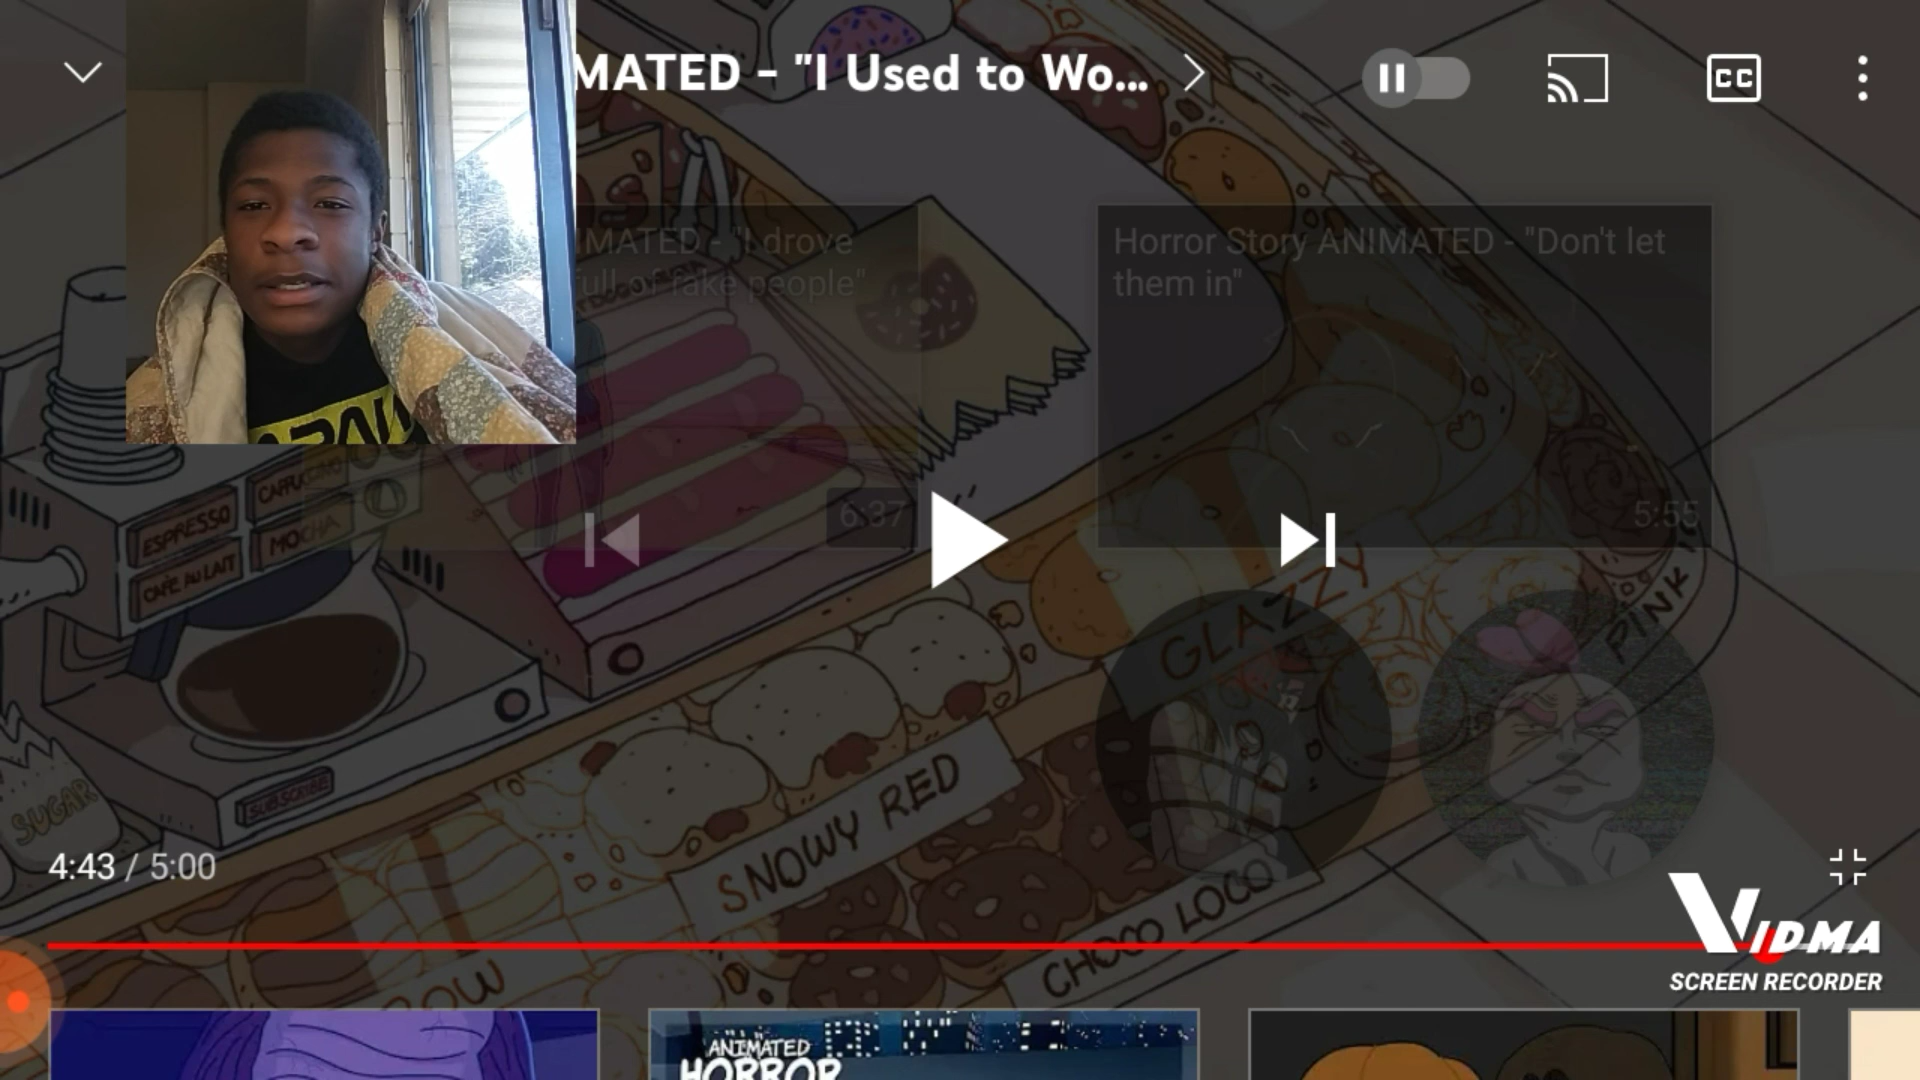 MATED - "I Used to Wo...
CC
MATED - "I drove
full of fake people"
6:37
Horror Story ANIMATED - "Don't let
them in"
5:55
ESPRESSO
CAPPUCCINO
CAFE AU LAIT
MOCHA
SUGAR
SUBSCRIBE
GLAZZY
PINK
SNOWY RED
CHOCO LOCO
4:43 / 5:00
VIDMA
SCREEN RECORDER
ANIMATED
HORROR